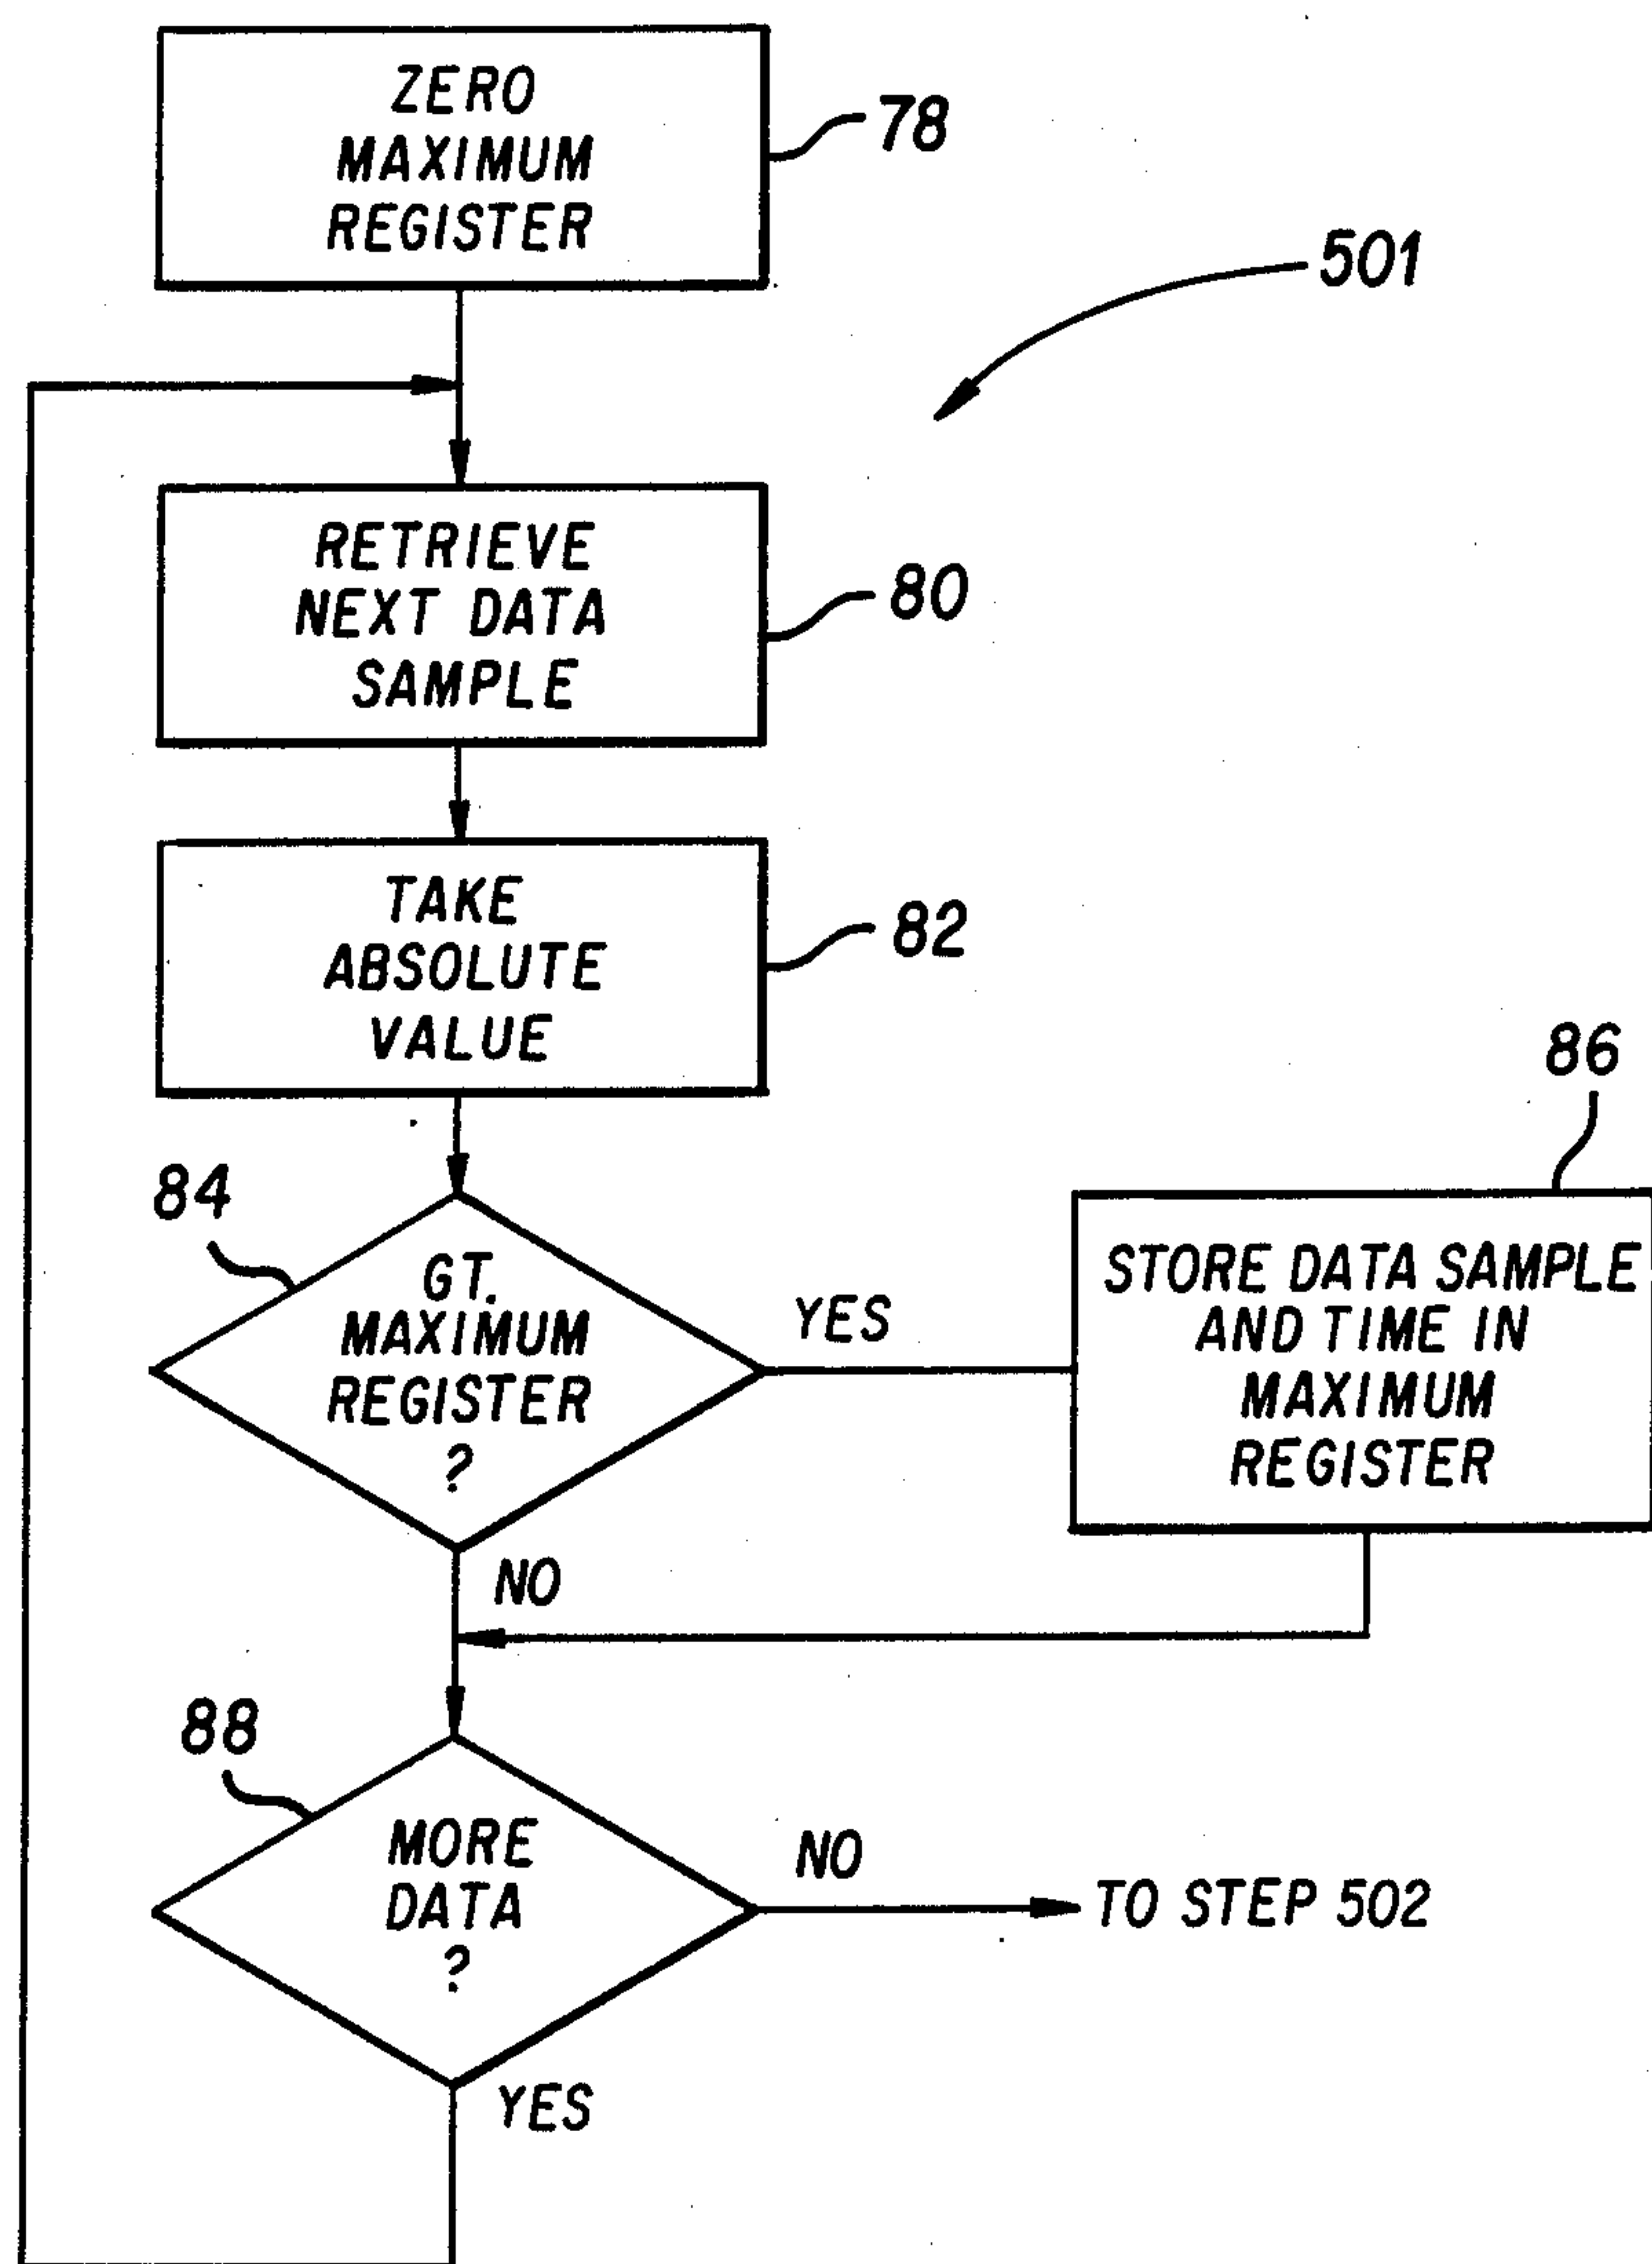 ZERO
MAXIMUM
REGISTER
78
501
RETRIEVE
NEXT DATA
SAMPLE
80
TAKE
ABSOLUTE
VALUE
82
84
GT.
MAXIMUM
REGISTER
?
YES
86
STORE DATA SAMPLE
AND TIME IN
MAXIMUM
REGISTER
NO
88
MORE
DATA
?
NO
TO STEP 502
YES